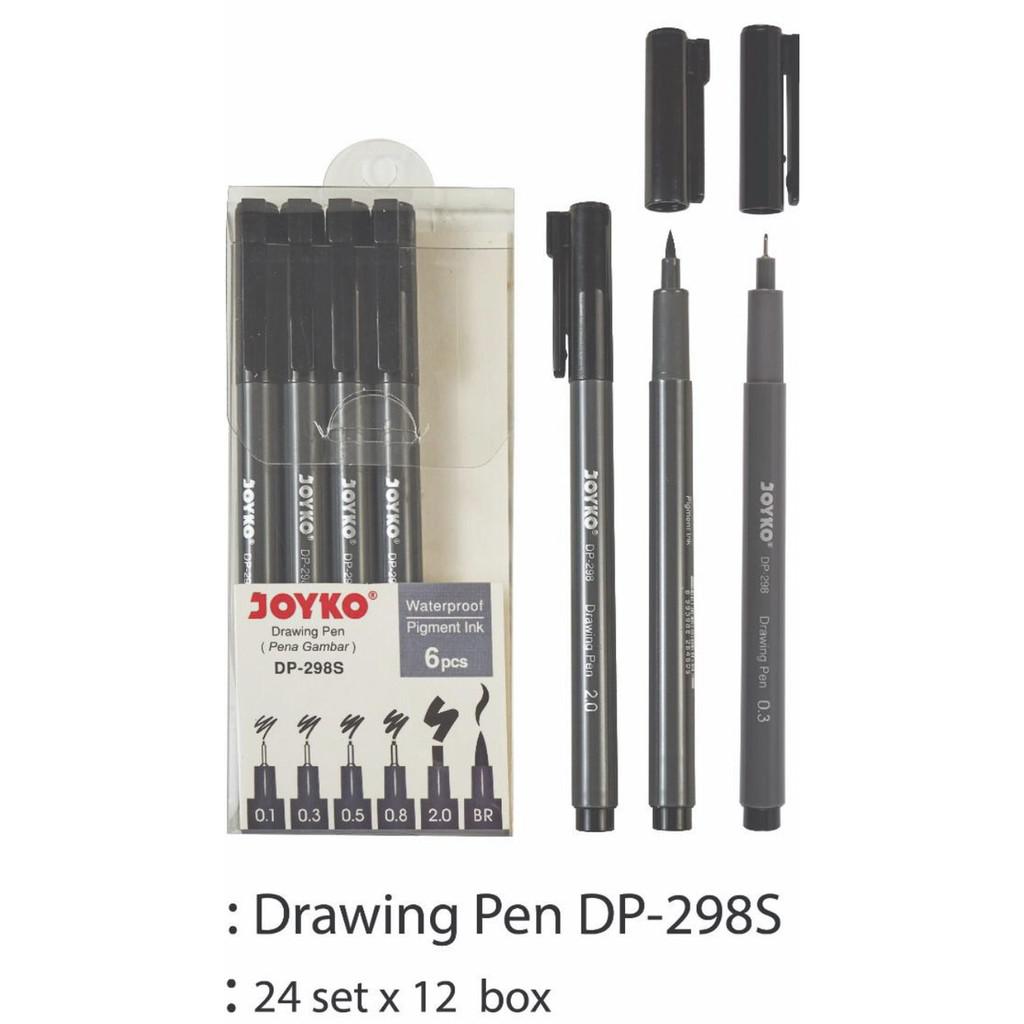 JOYKO
JOYKO
JOYKO
JOYKO
JOYKO®
Drawing Pen
( Pena Gambar )
DP-298S
Waterproof
Pigment Ink
6 pcs
0.1 0.3 0.5 0.8 2.0 BR
JOYKO® DP-298 Drawing Pen 2.0
Pigment Ink
JOYKO® DP-298 Drawing Pen 0.3
: Drawing Pen DP-298S
: 24 set x 12 box